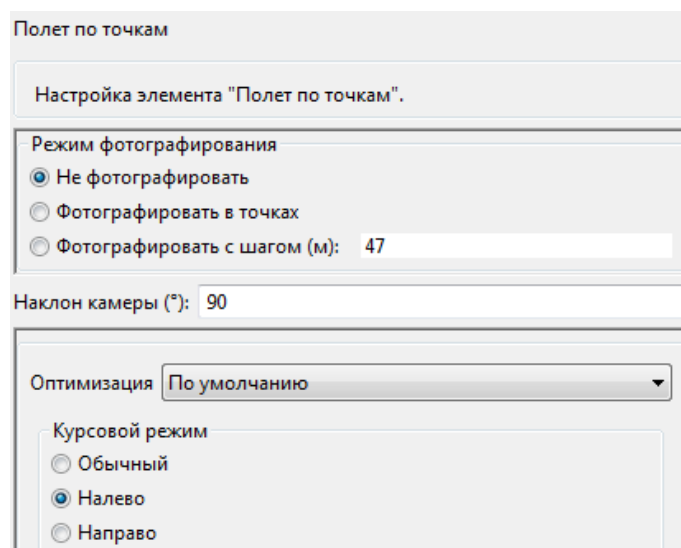 Полет по точкам
Настройка элемента "Полет по точкам".
Режим фотографирования
Не фотографировать
Фотографировать в точках
Фотографировать с шагом (м): 47
Наклон камеры (°): 90
Оптимизация По умолчанию
Курсовой режим
Обычный
Налево
Направо